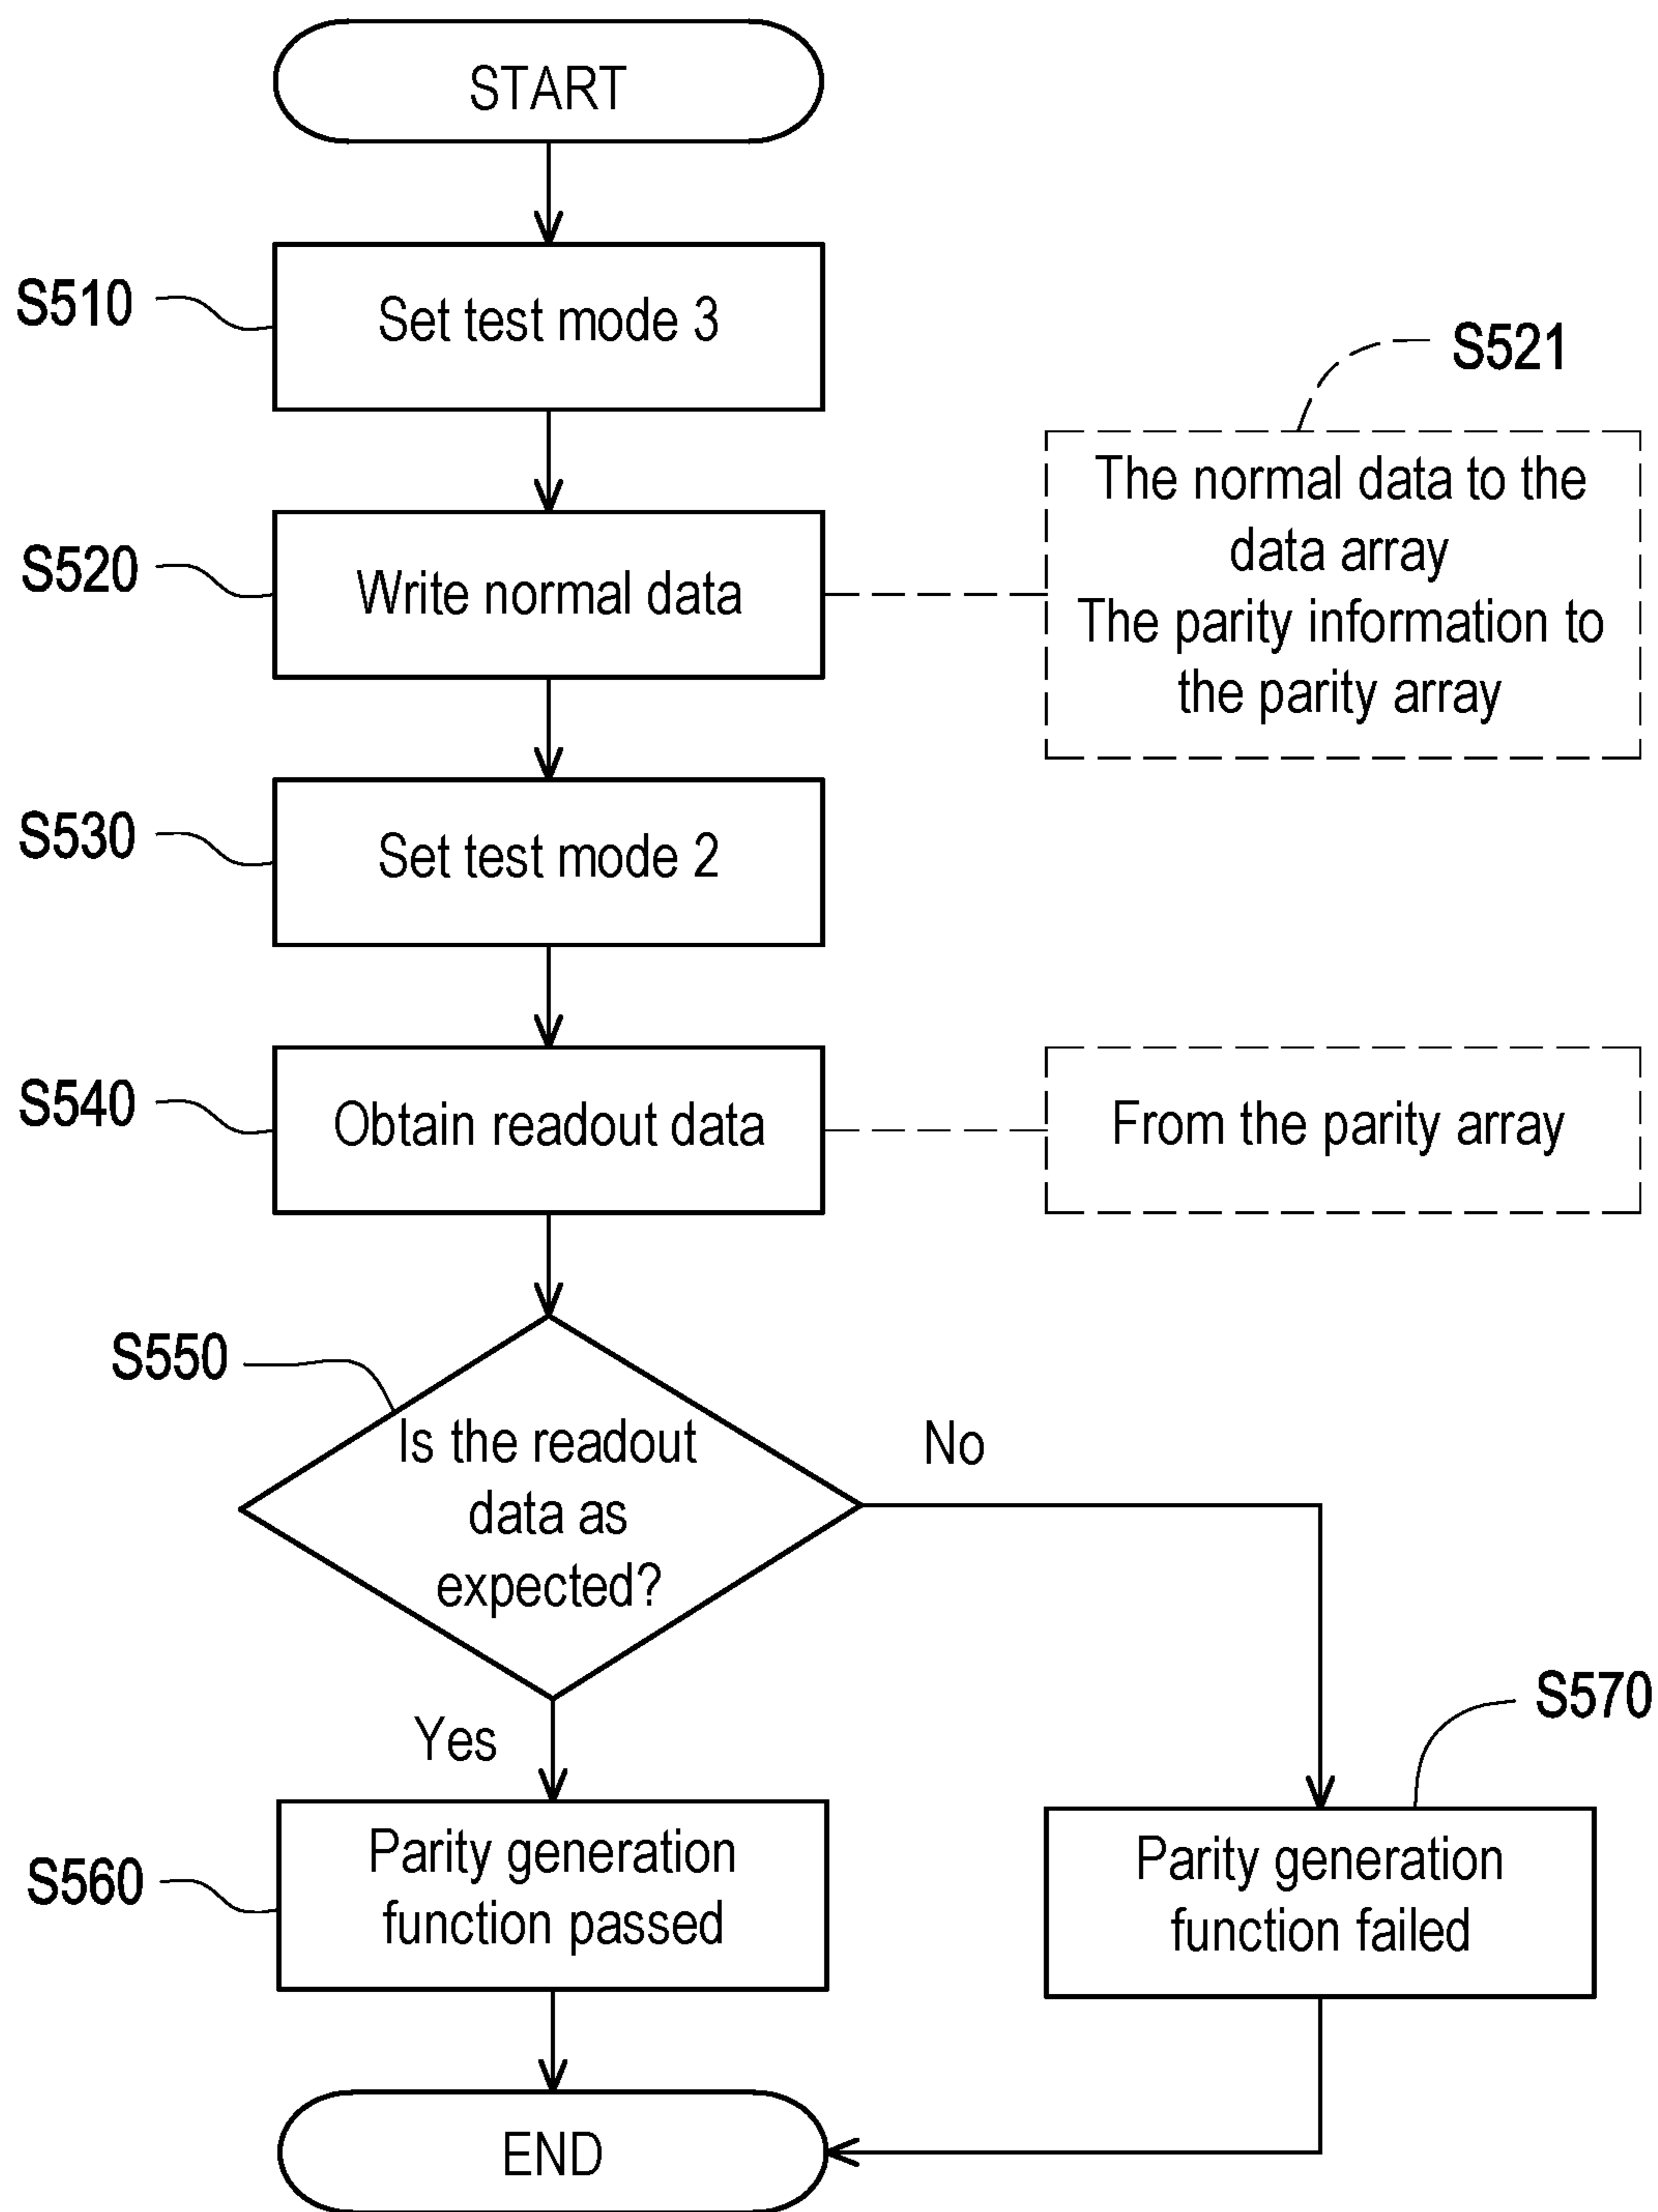 START
S510
Set test mode 3
S521
The normal data to the
data array
The parity information to
the parity array
S520
Write normal data
S530
Set test mode 2
S540
Obtain readout data
From the parity array
S550
Is the readout
data as
expected?
No
Yes
S570
S560
Parity generation
function passed
Parity generation
function failed
END